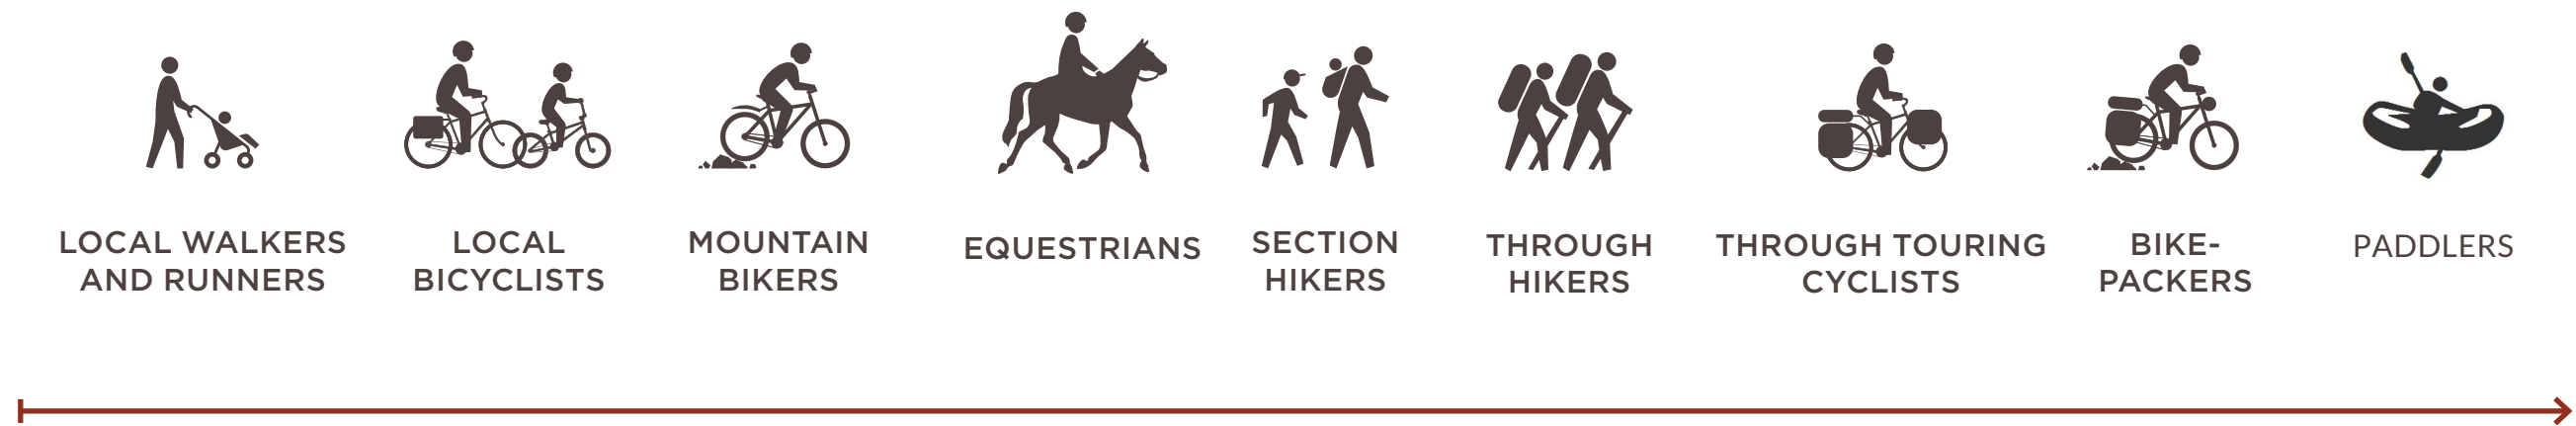 LOCAL WALKERS
AND RUNNERS
LOCAL
BICYCLISTS
MOUNTAIN
BIKERS
EQUESTRIANS
SECTION
HIKERS
THROUGH
HIKERS
THROUGH TOURING
CYCLISTS
BIKE-
PACKERS
PADDLERS